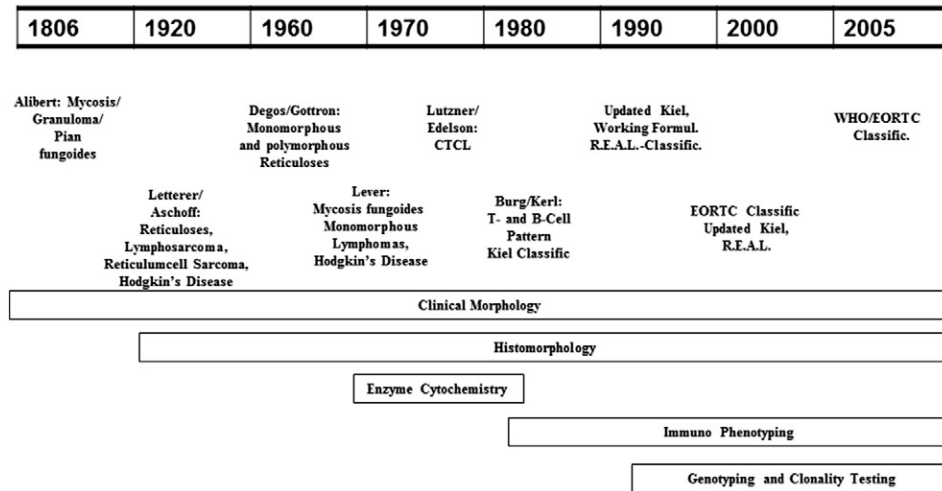 1806 1920 1960 1970 1980 1990 2000 2005
Alibert: Mycosis/
Granuloma/
Pian
fungoides
Degos/Gottron:
Monomorphous
and polymorphous
Reticuloses
Lutzner/
Edelson:
CTCL
Updated Kiel,
Working Formul.
R.E.A.L.-Classific.
WHO/EORTC
Classific.
Letterer/
Aschoff:
Reticuloses,
Lymphosarcoma,
Reticulumcell Sarcoma,
Hodgkin's Disease
Lever:
Mycosis fungoides
Monomorphous
Lymphomas,
Hodgkin's Disease
Burg/Kerl:
T- and B-Cell
Pattern
Kiel Classific
EORTC Classific
Updated Kiel,
R.E.A.L.
Clinical Morphology
Histomorphology
Enzyme Cytochemistry
Immuno Phenotyping
Genotyping and Clonality Testing